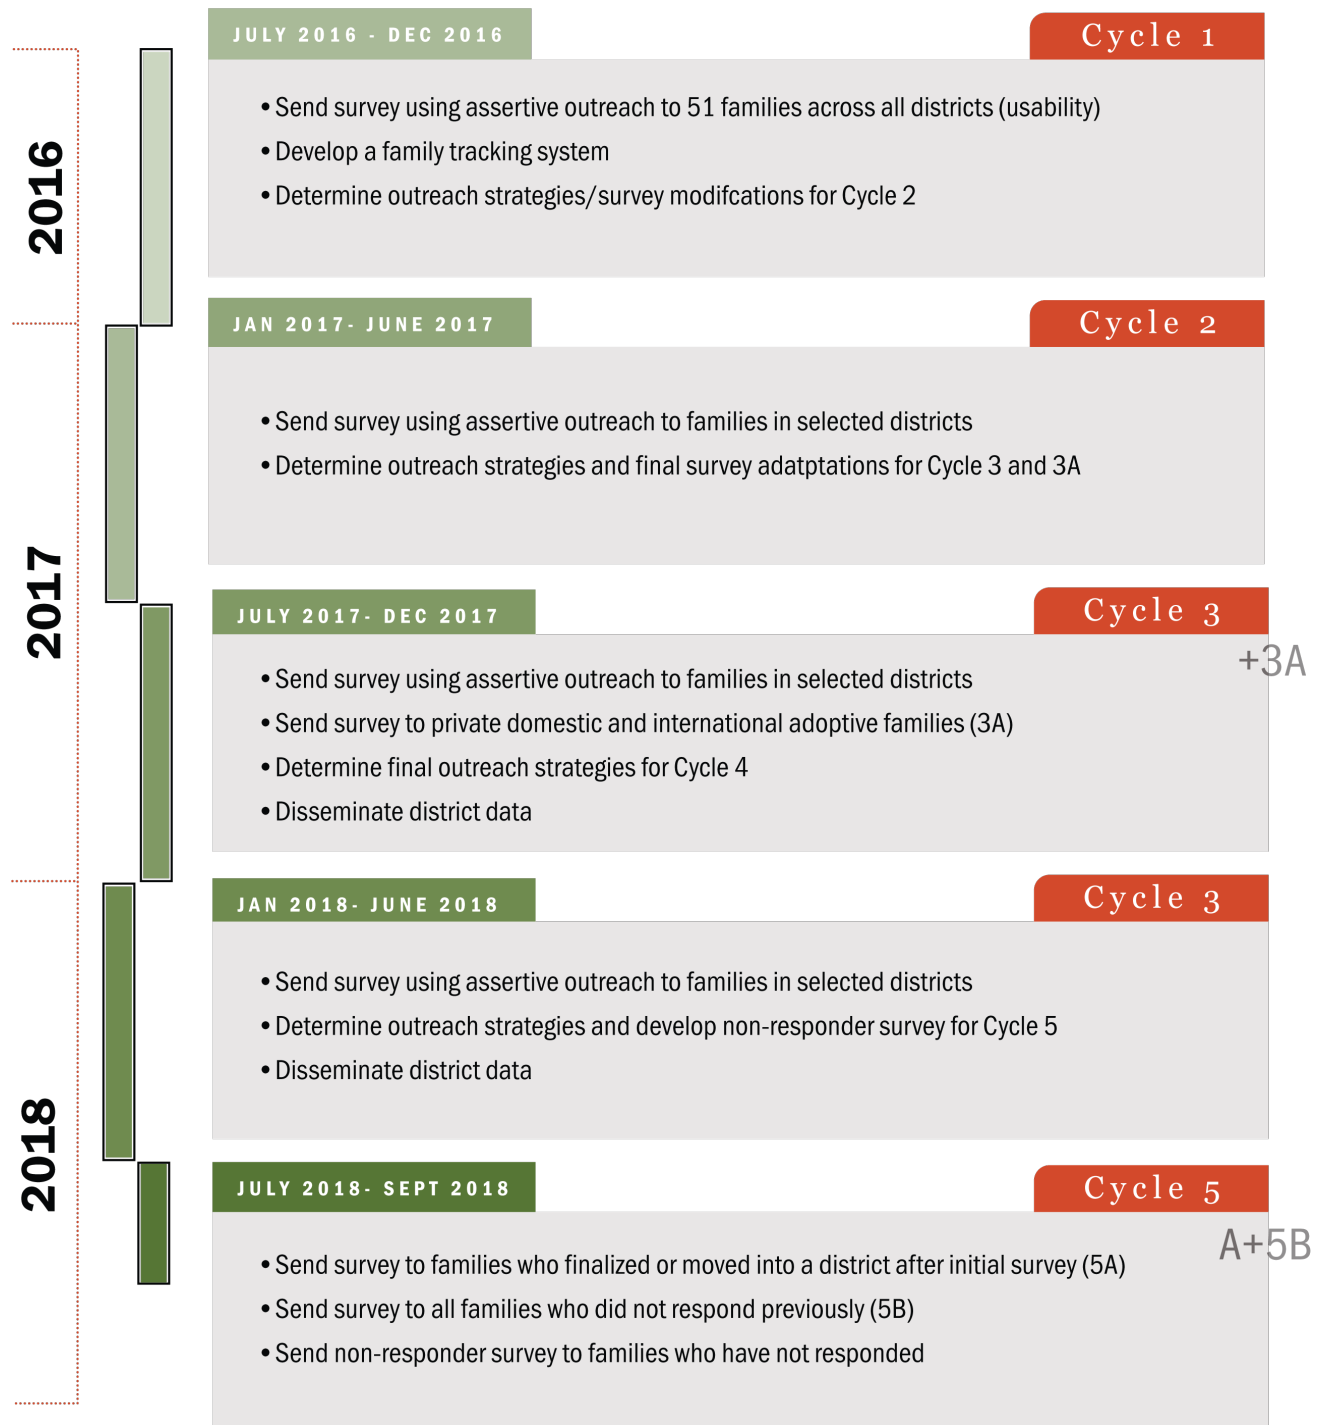 2016
JULY 2016 - DEC 2016
Cycle 1
• Send survey using assertive outreach to 51 families across all districts (usability)
• Develop a family tracking system
• Determine outreach strategies/survey modifcations for Cycle 2
2017
JAN 2017- JUNE 2017
Cycle 2
• Send survey using assertive outreach to families in selected districts
• Determine outreach strategies and final survey adatptations for Cycle 3 and 3A
JULY 2017- DEC 2017
Cycle 3
+3A
• Send survey using assertive outreach to families in selected districts
• Send survey to private domestic and international adoptive families (3A)
• Determine final outreach strategies for Cycle 4
• Disseminate district data
2018
JAN 2018- JUNE 2018
Cycle 3
• Send survey using assertive outreach to families in selected districts
• Determine outreach strategies and develop non-responder survey for Cycle 5
• Disseminate district data
JULY 2018- SEPT 2018
Cycle 5
A+5B
• Send survey to families who finalized or moved into a district after initial survey (5A)
• Send survey to all families who did not respond previously (5B)
• Send non-responder survey to families who have not responded